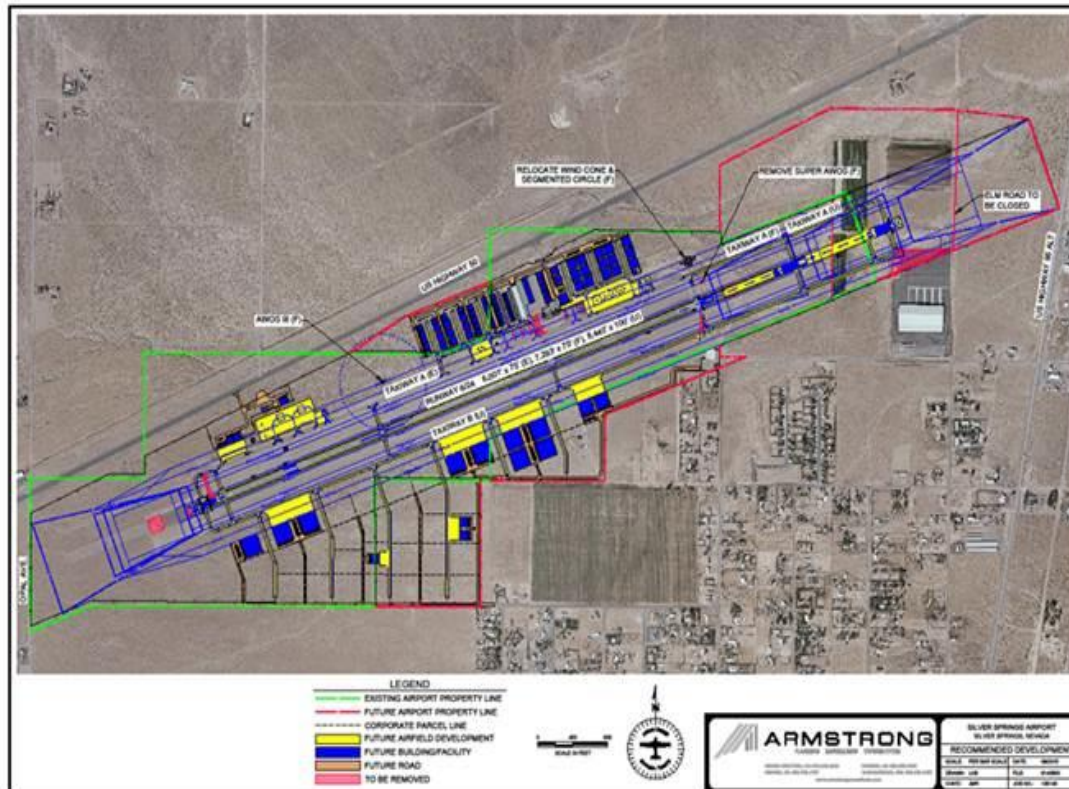 RELOCATE WIND CONE &
SEGMENTED CIRCLE (F)
REMOVE SUPER AWOS (F)
ELM ROAD TO
BE CLOSED
TAXIWAY A (F)
TAXIWAY A (U)
US HIGHWAY 50
US HIGHWAY 95 ALT
AWOS III (F)
TAXIWAY A (E)
RUNWAY 6/24
TAXIWAY B (U)
OPAL AVE
LEGEND
EXISTING AIRPORT PROPERTY LINE
FUTURE AIRPORT PROPERTY LINE
CORPORATE PARCEL LINE
FUTURE AIRFIELD DEVELOPMENT
FUTURE BUILDING/FACILITY
FUTURE ROAD
TO BE REMOVED
SCALE IN FEET
N
ARMSTRONG
SILVER SPRINGS AIRPORT
SILVER SPRINGS, NEVADA
RECOMMENDED DEVELOPMENT